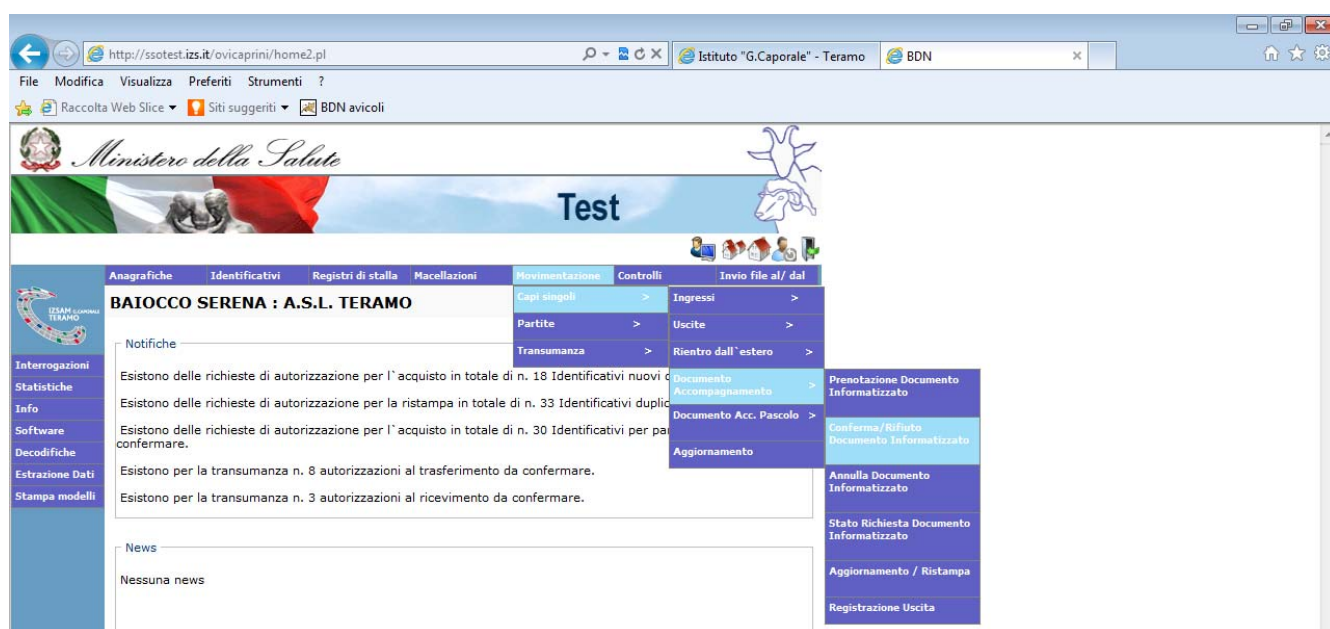 http://ssotest.izs.it/ovicaprini/home2.pl
Istituto "G.Caporale" - Teramo
BDN
File Modifica Visualizza Preferiti Strumenti ?
Raccolta Web Slice Siti suggeriti BDN avicoli
Ministero della Salute
Test
Anagrafiche Identificativi Registri di stalla Macellazioni Movimentazione Controlli Invio file al/ dal
IZSAM G.CAPORALE
TERAMO
BAIOCCO SERENA : A.S.L. TERAMO
Capi singoli >
Partite >
Transumanza >
Ingressi >
Uscite >
Rientro dall`estero >
Documento
Accompagnamento >
Documento Acc. Pascolo >
Aggiornamento
Prenotazione Documento
Informatizzato
Conferma/Rifiuto
Documento Informatizzato
Annulla Documento
Informatizzato
Stato Richiesta Documento
Informatizzato
Aggiornamento / Ristampa
Registrazione Uscita
Interrogazioni
Statistiche
Info
Software
Decodifiche
Estrazione Dati
Stampa modelli
Notifiche
Esistono delle richieste di autorizzazione per l`acquisto in totale di n. 18 Identificativi nuovi
Esistono delle richieste di autorizzazione per la ristampa in totale di n. 33 Identificativi
Esistono delle richieste di autorizzazione per l`acquisto in totale di n. 30 Identificativi per
confermare.
Esistono per la transumanza n. 8 autorizzazioni al trasferimento da confermare.
Esistono per la transumanza n. 3 autorizzazioni al ricevimento da confermare.
News
Nessuna news